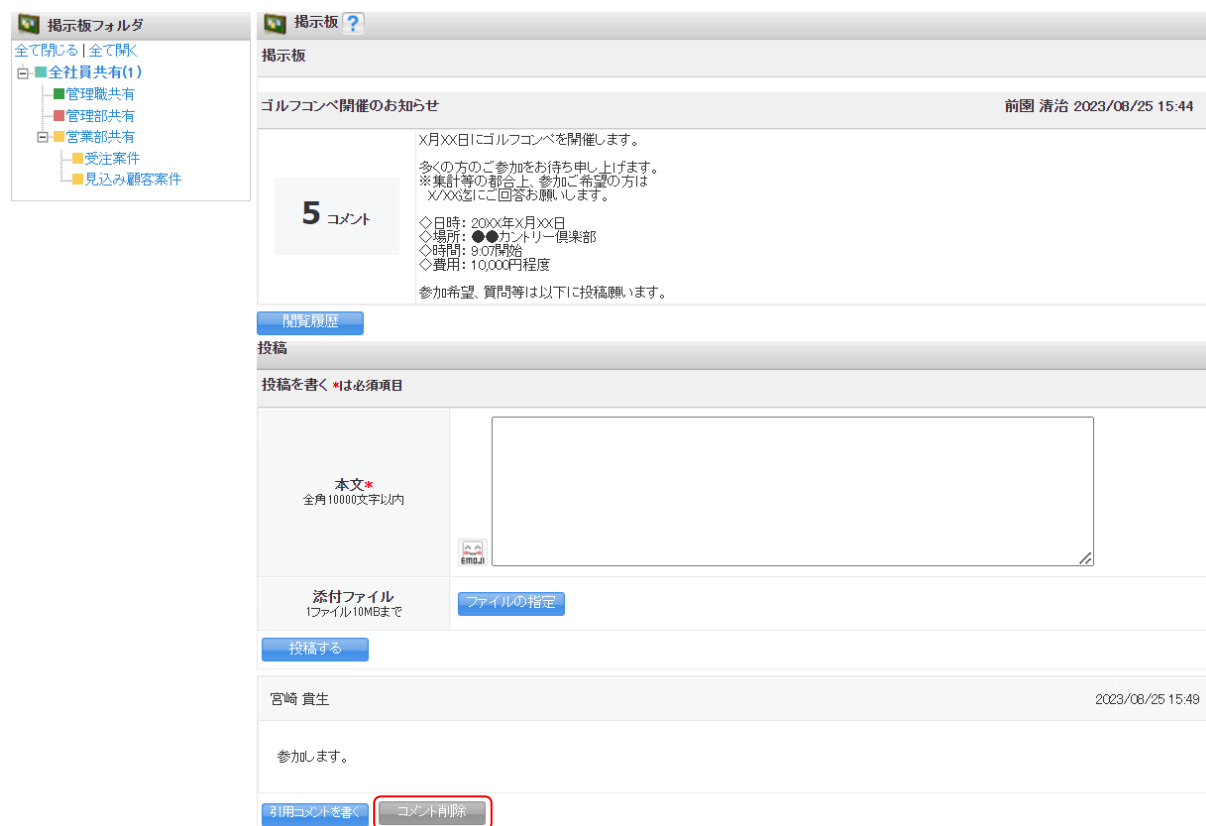 掲示板フォルダ
全て閉じる | 全て開く
全社員共有(1)
管理職共有
管理部共有
営業部共有
受注案件
見込み顧客案件
掲示板 ?
掲示板
ゴルフコンペ開催のお知らせ 前園 清治 2023/08/25 15:44
5 コメント
X月XX日にゴルフコンペを開催します。
多くの方のご参加をお待ち申し上げます。
※集計等の都合上、参加ご希望の方は
X/XX迄にご回答お願いします。
◇日時：20XX年X月XX日
◇場所：●●カントリー倶楽部
◇時間：9:07開始
◇費用：10,000円程度
参加希望、質問等は以下に投稿願います。
閲覧履歴
投稿
投稿を書く *は必須項目
本文*
全角10000文字以内
EMOJI
添付ファイル
1ファイル10MBまで
ファイルの指定
投稿する
宮崎 貴生 2023/08/25 15:49
参加します。
引用コメントを書く コメント削除